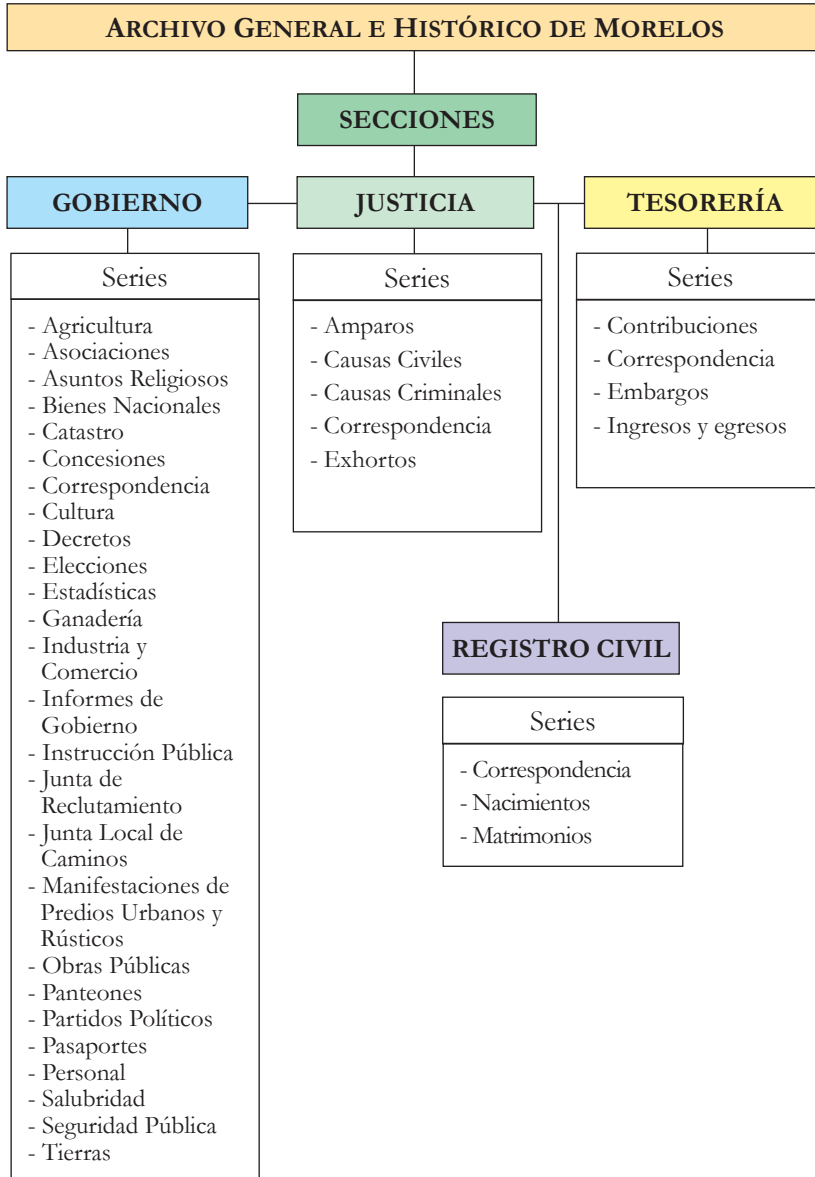 ARCHIVO GENERAL E HISTÓRICO DE MORELOS
SECCIONES
GOBIERNO
Series
- Agricultura
- Asociaciones
- Asuntos Religiosos
- Bienes Nacionales
- Catastro
- Concesiones
- Correspondencia
- Cultura
- Decretos
- Elecciones
- Estadísticas
- Ganadería
- Industria y
Comercio
- Informes de
Gobierno
- Instrucción Pública
- Junta de
Reclutamiento
- Junta Local de
Caminos
- Manifestaciones de
Predios Urbanos y
Rústicos
- Obras Públicas
- Panteones
- Partidos Políticos
- Pasaportes
- Personal
- Salubridad
- Seguridad Pública
- Tierras
JUSTICIA
Series
- Amparos
- Causas Civiles
- Causas Criminales
- Correspondencia
- Exhortos
TESORERÍA
Series
- Contribuciones
- Correspondencia
- Embargos
- Ingresos y egresos
REGISTRO CIVIL
Series
- Correspondencia
- Nacimientos
- Matrimonios